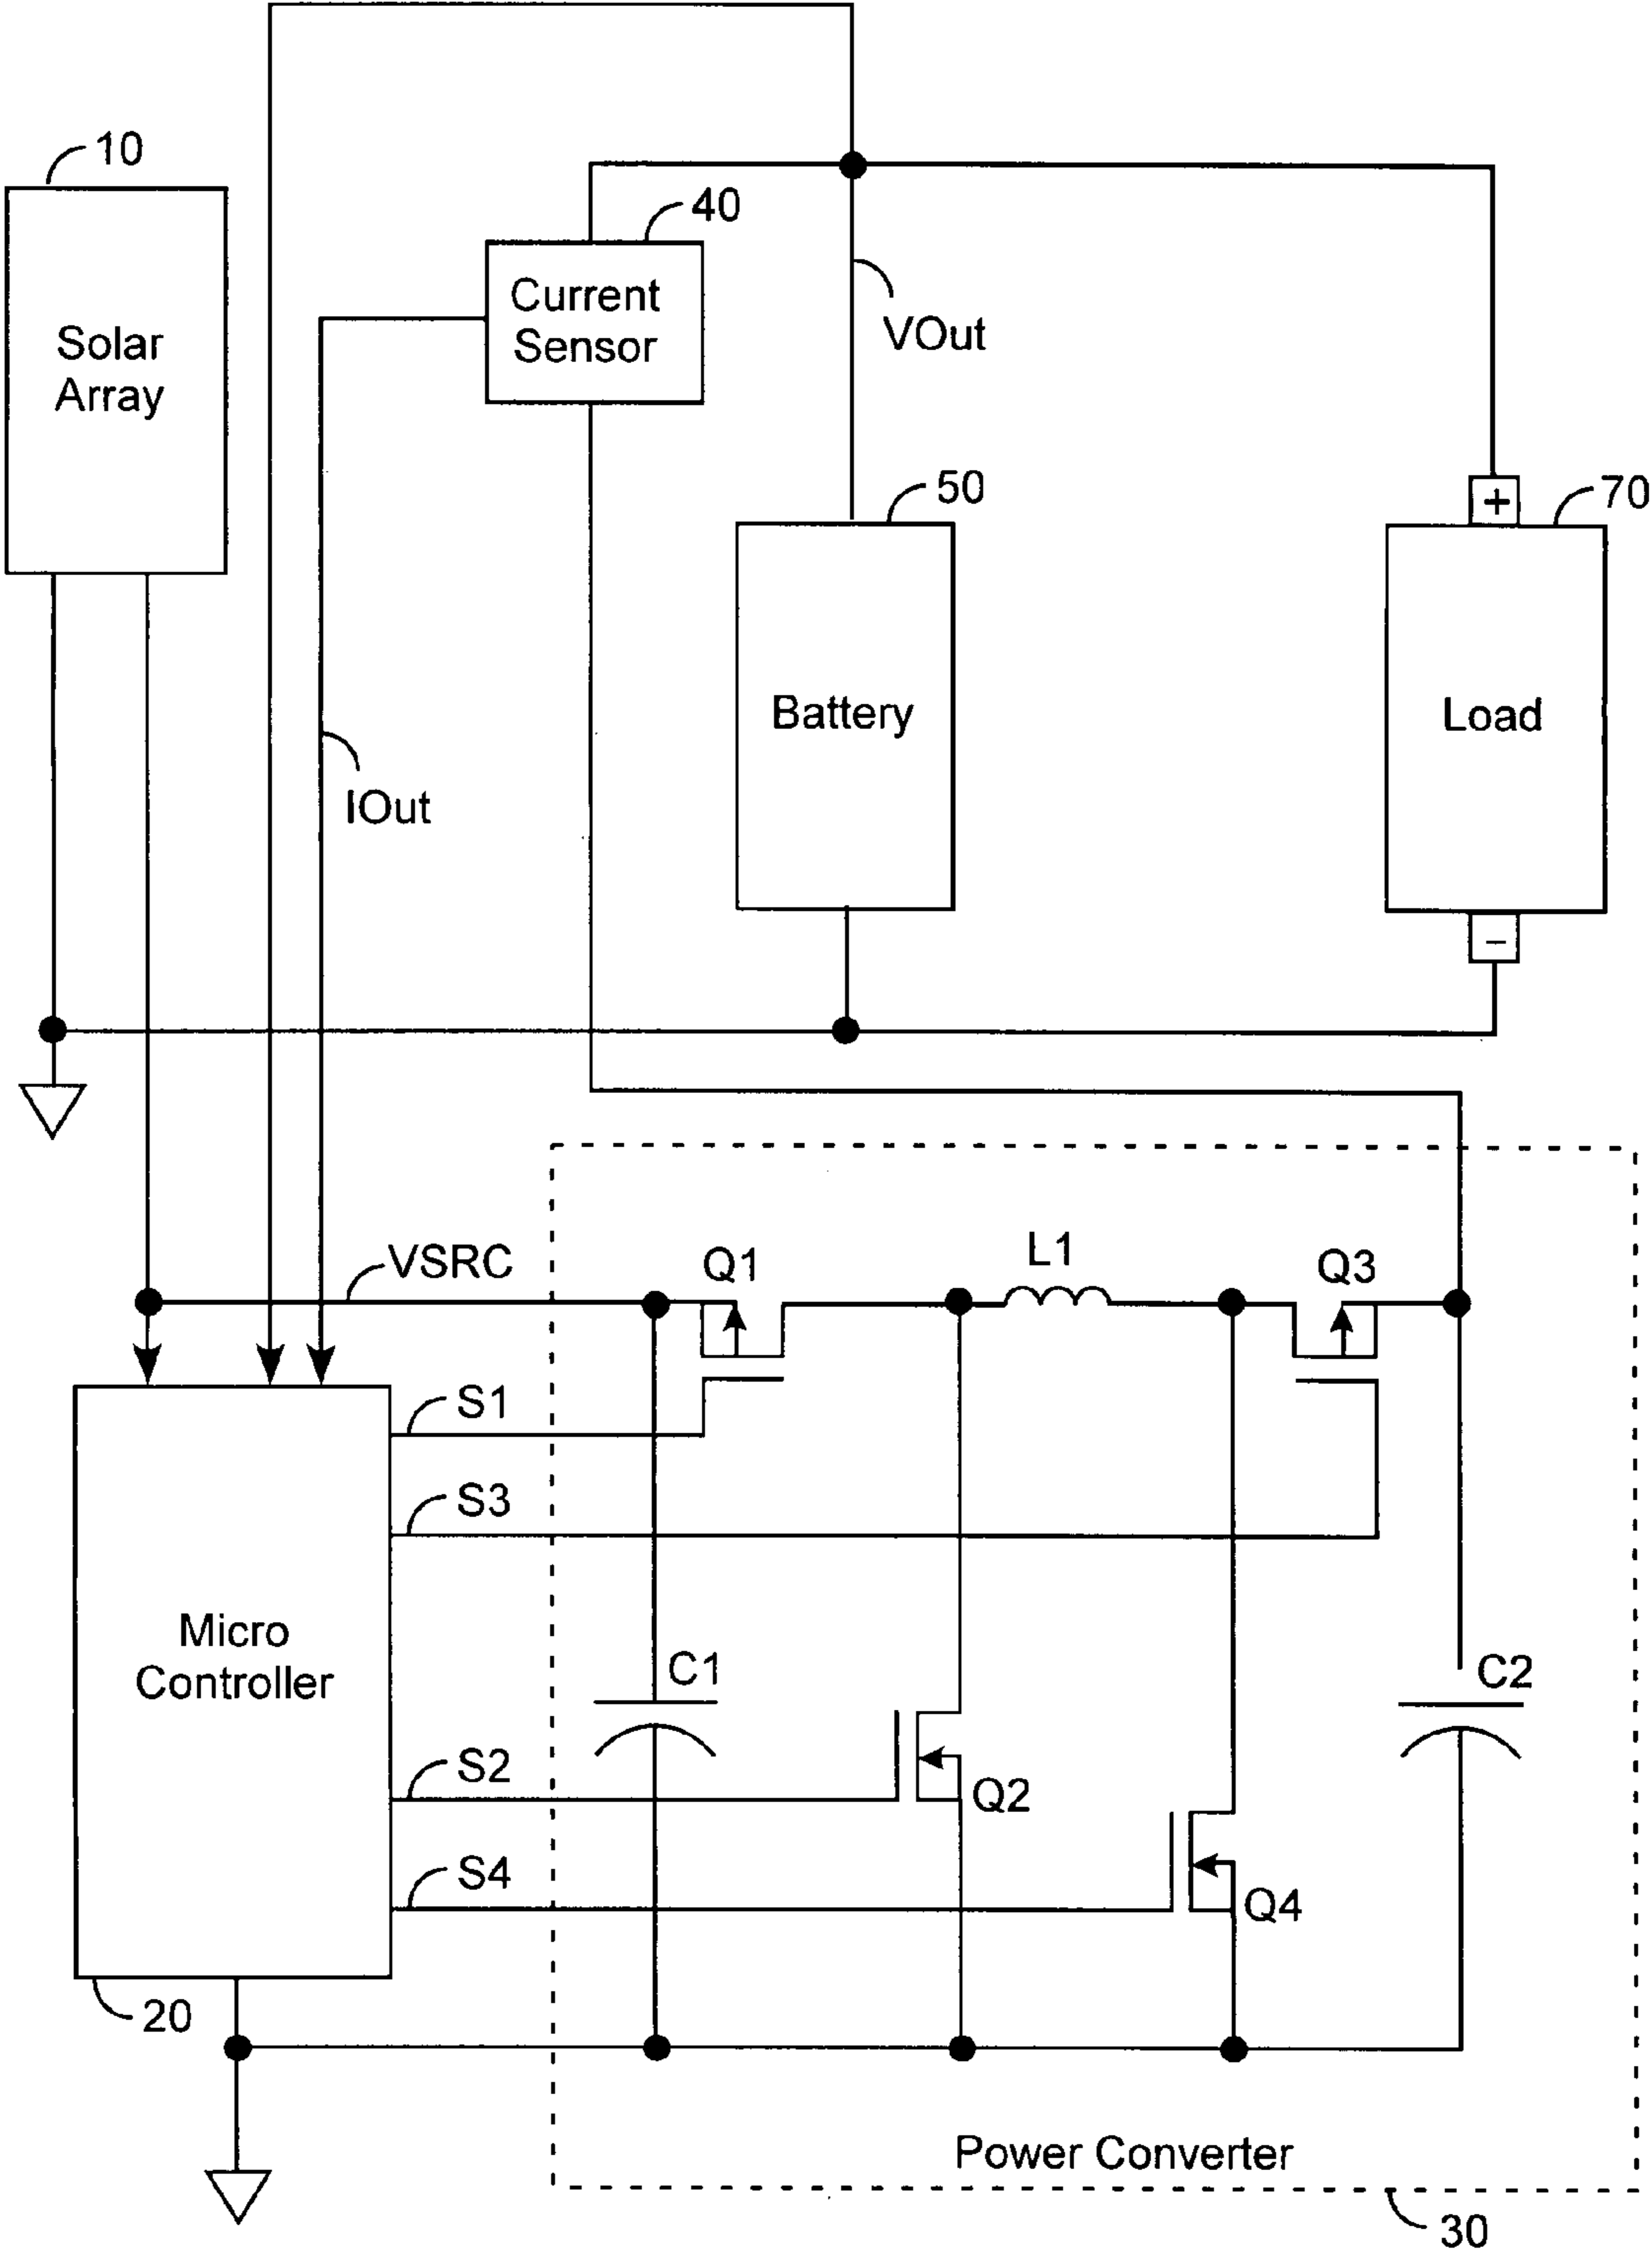 10
40
Current
Sensor
Solar
Array
VOut
50
70
+
Battery
Load
IOut
−
VSRC
Q1
L1
Q3
S1
S3
Micro
Controller
C1
C2
S2
Q2
S4
Q4
20
Power Converter
30